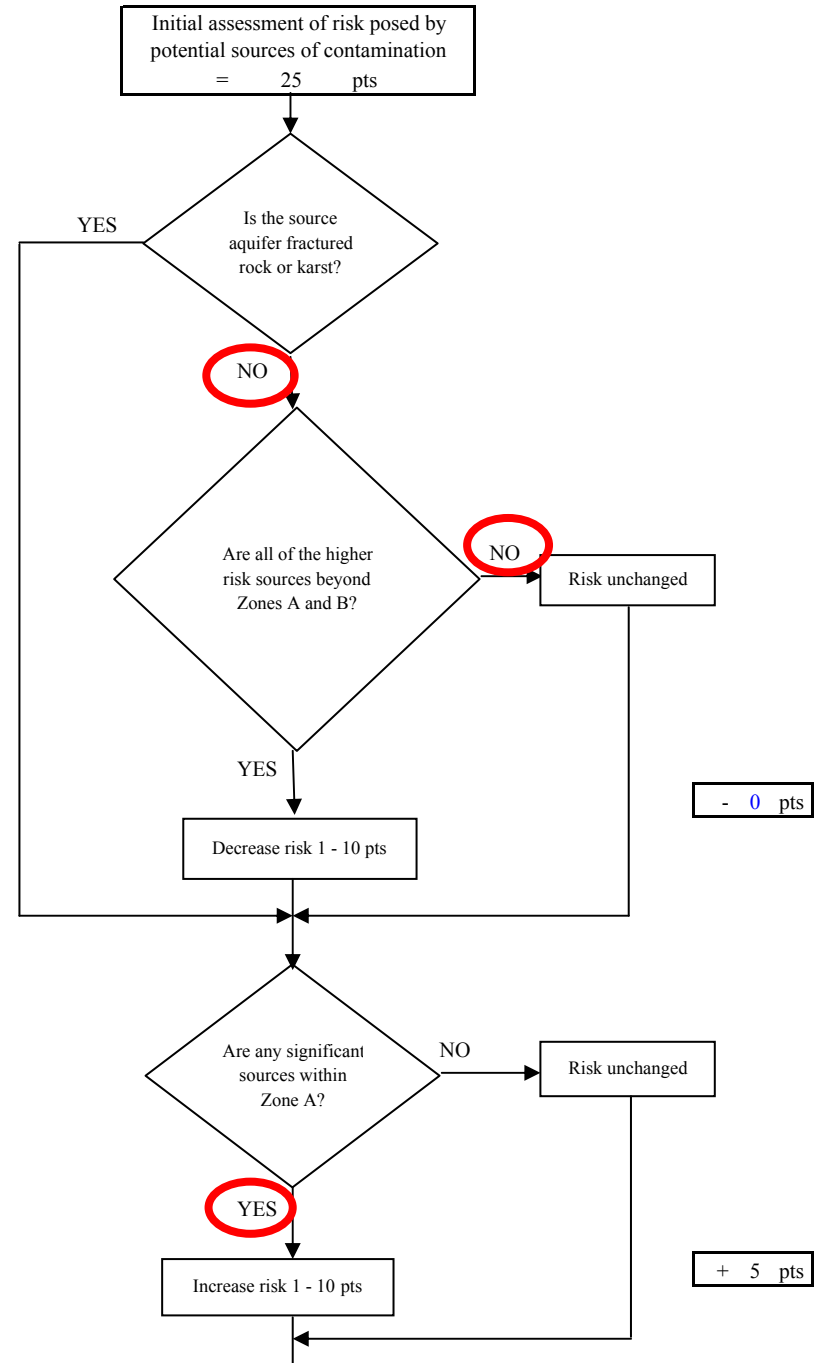 Initial assessment of risk posed by
potential sources of contamination
= 25 pts
YES
Is the source
aquifer fractured
rock or karst?
NO
Are all of the higher
risk sources beyond
Zones A and B?
NO
Risk unchanged
YES
- 0 pts
Decrease risk 1 - 10 pts
Are any significant
sources within
Zone A?
NO
Risk unchanged
YES
Increase risk 1 - 10 pts
+ 5 pts